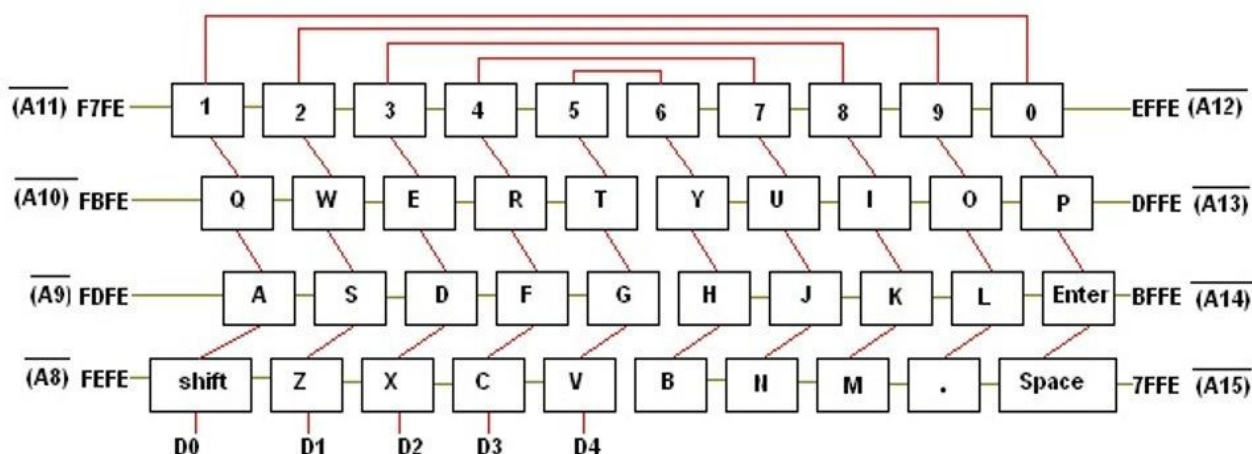 (A11) F7FE 1 2 3 4 5 6 7 8 9 0 EFFE (A12)
(A10) FBFE Q W E R T Y U I O P DFFE (A13)
(A9) FDFE A S D F G H J K L Enter BFFE (A14)
(A8) FEFE shift Z X C V B N M . Space 7FFE (A15)
D0 D1 D2 D3 D4